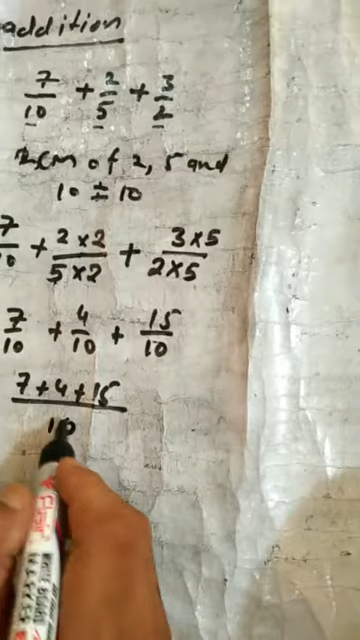 addition
7/10 + 2/5 + 3/2
LCM of 2, 5 and
10 = 10
7/10 + 2×2/5×2 + 3×5/2×5
7/10 + 4/10 + 15/10
7+4+15/10